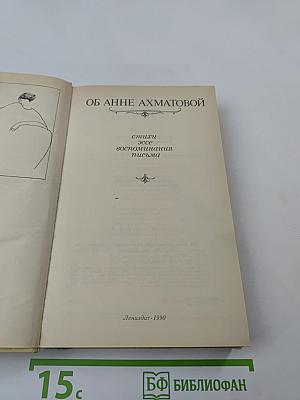 ОБ АННЕ АХМАТОВОЙ
стихи
эссе
воспоминания
письма
Лениздат·1990
15 с
БФ БИБЛИОФАН